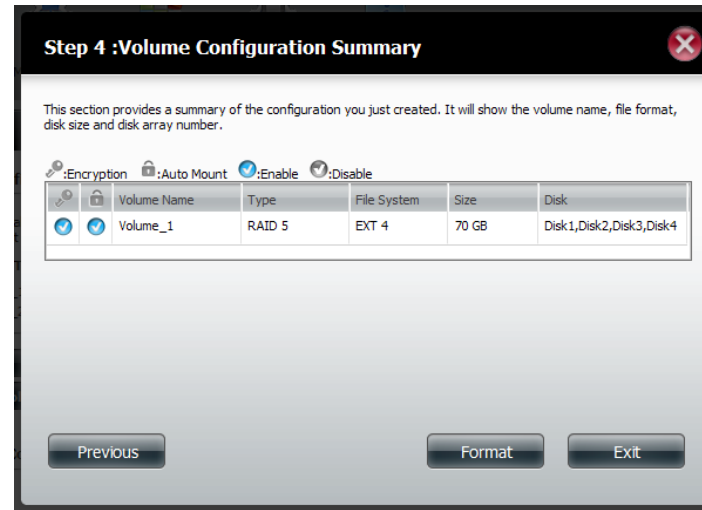 Step 4 :Volume Configuration Summary
This section provides a summary of the configuration you just created. It will show the volume name, file format,
disk size and disk array number.
:Encryption :Auto Mount :Enable :Disable
Volume Name Type File System Size Disk
Volume_1 RAID 5 EXT 4 70 GB Disk1,Disk2,Disk3,Disk4
Previous Format Exit